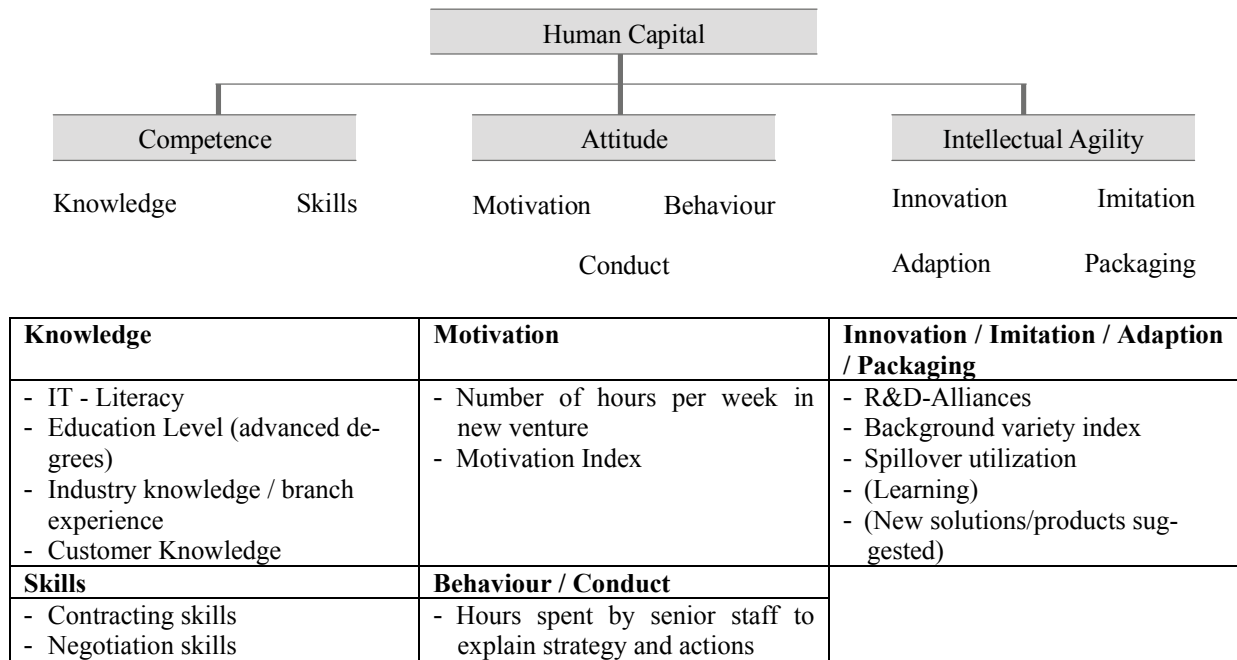 Human Capital
Competence
Attitude
Intellectual Agility
Knowledge
Skills
Motivation
Behaviour
Conduct
Innovation
Imitation
Adaption
Packaging
Knowledge
- IT - Literacy
- Education Level (advanced de-
grees)
- Industry knowledge / branch
experience
- Customer Knowledge
Motivation
- Number of hours per week in
new venture
- Motivation Index
Innovation / Imitation / Adaption
/ Packaging
- R&D-Alliances
- Background variety index
- Spillover utilization
- (Learning)
- (New solutions/products sug-
gested)
Skills
- Contracting skills
- Negotiation skills
Behaviour / Conduct
- Hours spent by senior staff to
explain strategy and actions